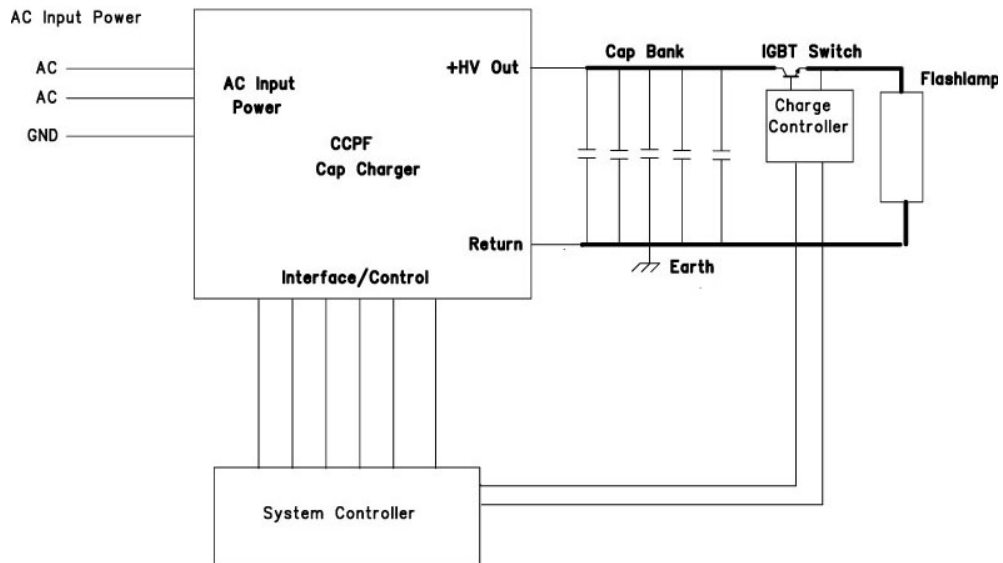 AC Input Power
AC
AC
GND
AC Input
Power
CCPF
Cap Charger
+HV Out
Return
Interface/Control
Cap Bank
IGBT Switch
Flashlamp
Charge
Controller
Earth
System Controller